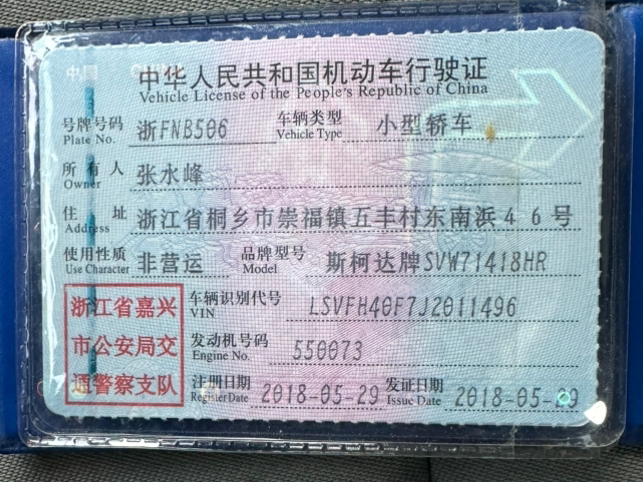 中华人民共和国机动车行驶证
Vehicle License of the People's Republic of China
号牌号码 浙FNB506 车辆类型 小型轿车
Plate No. Vehicle Type
所有人 张水峰
Owner
住址 浙江省桐乡市崇福镇五丰村东南浜46号
Address
使用性质 非营运 品牌型号 斯柯达牌SVW71418HR
Use Character Model
浙江省嘉兴
市公安局交
通警察支队
车辆识别代号 LSVFH40F7J2011496
VIN
发动机号码 550073
Engine No.
注册日期 2018-05-29 发证日期 2018-05-29
Register Date Issue Date